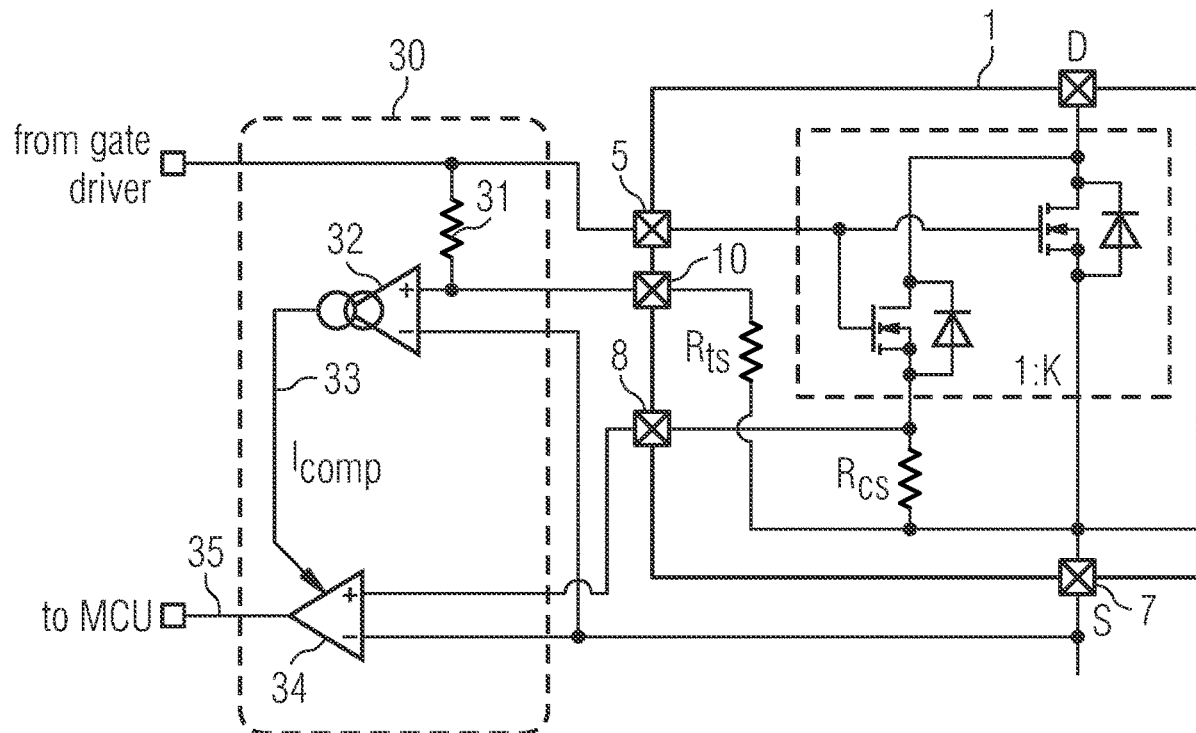 1
D
30
from gate
driver
5
31
10
32
+
−
R_ts
8
1:K
33
I_comp
R_cs
35
to MCU
+
−
S
7
34